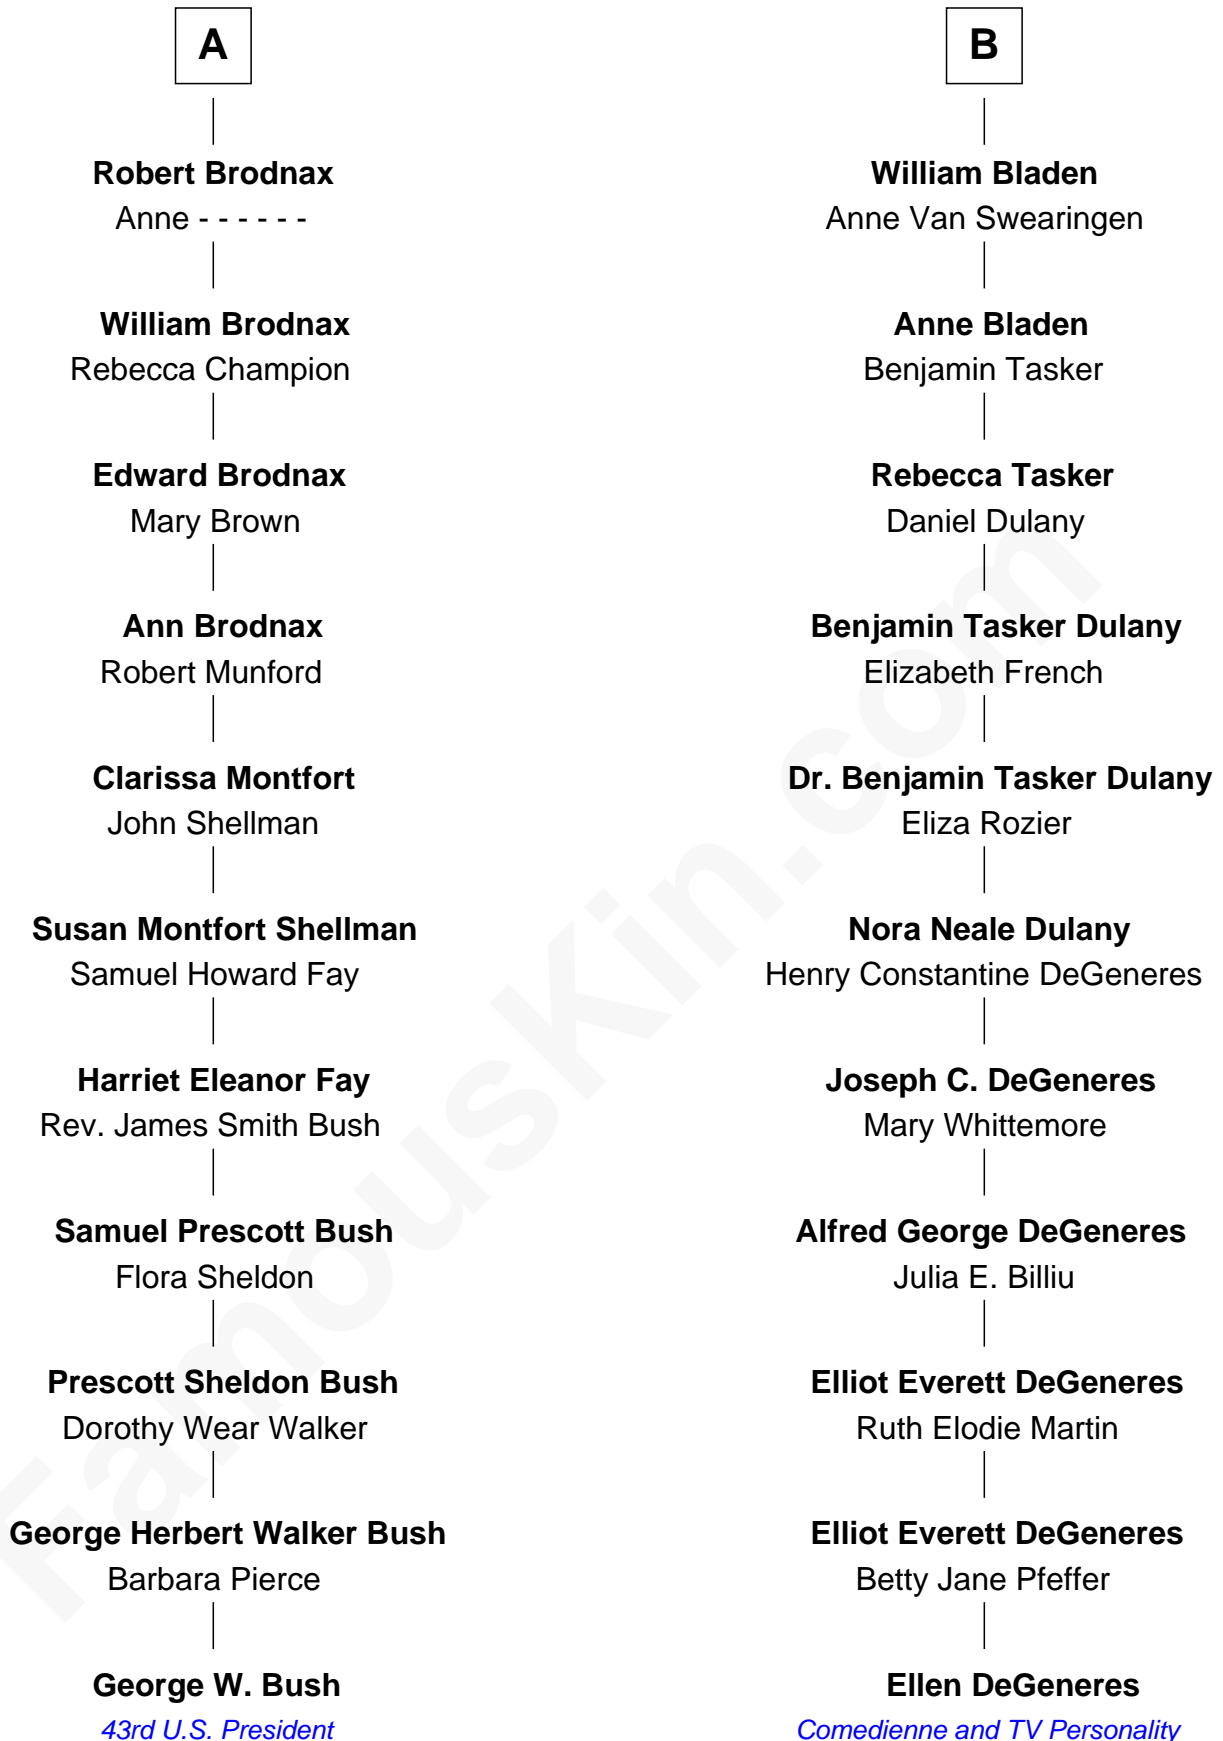 A
Robert Brodnax
Anne - - - - - -
William Brodnax
Rebecca Champion
Edward Brodnax
Mary Brown
Ann Brodnax
Robert Munford
Clarissa Montfort
John Shellman
Susan Montfort Shellman
Samuel Howard Fay
Harriet Eleanor Fay
Rev. James Smith Bush
Samuel Prescott Bush
Flora Sheldon
Prescott Sheldon Bush
Dorothy Wear Walker
George Herbert Walker Bush
Barbara Pierce
George W. Bush
43rd U.S. President
B
William Bladen
Anne Van Swearingen
Anne Bladen
Benjamin Tasker
Rebecca Tasker
Daniel Dulany
Benjamin Tasker Dulany
Elizabeth French
Dr. Benjamin Tasker Dulany
Eliza Rozier
Nora Neale Dulany
Henry Constantine DeGeneres
Joseph C. DeGeneres
Mary Whittemore
Alfred George DeGeneres
Julia E. Billiu
Elliot Everett DeGeneres
Ruth Elodie Martin
Elliot Everett DeGeneres
Betty Jane Pfeffer
Ellen DeGeneres
Comedienne and TV Personality
FamousKin.com